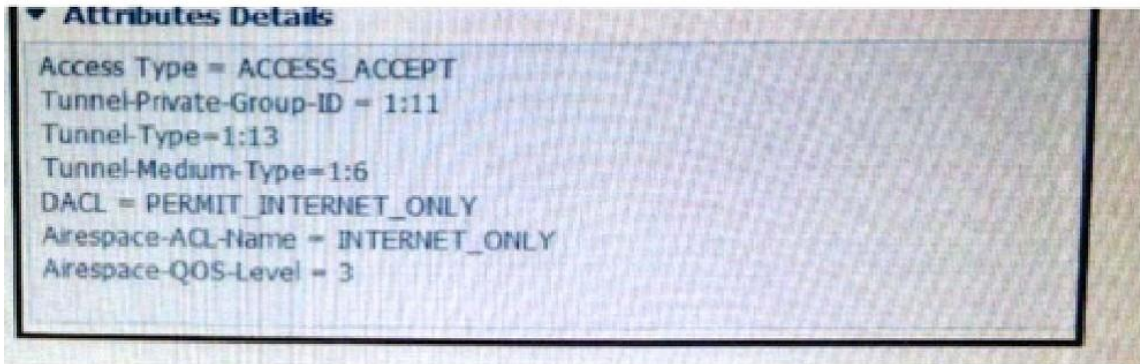 Attributes Details
Access Type = ACCESS_ACCEPT
Tunnel-Private-Group-ID = 1:11
Tunnel-Type=1:13
Tunnel-Medium-Type=1:6
DACL = PERMIT_INTERNET_ONLY
Airespace-ACL-Name = INTERNET_ONLY
Airespace-QOS-Level = 3